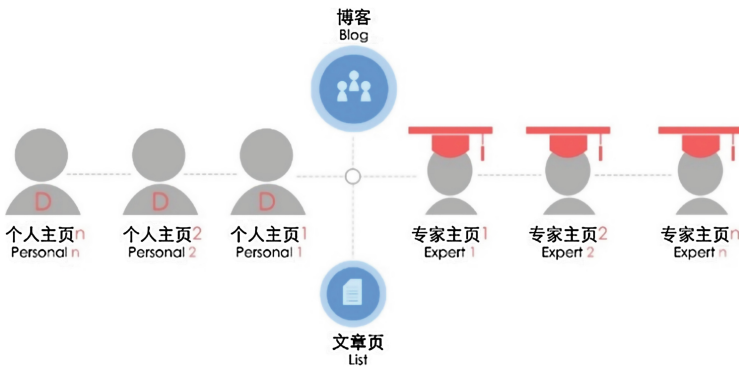 博客
Blog
D
D
D
个人主页n
Personal n
个人主页2
Personal 2
个人主页1
Personal 1
专家主页1
Expert 1
专家主页2
Expert 2
专家主页n
Expert n
文章页
List